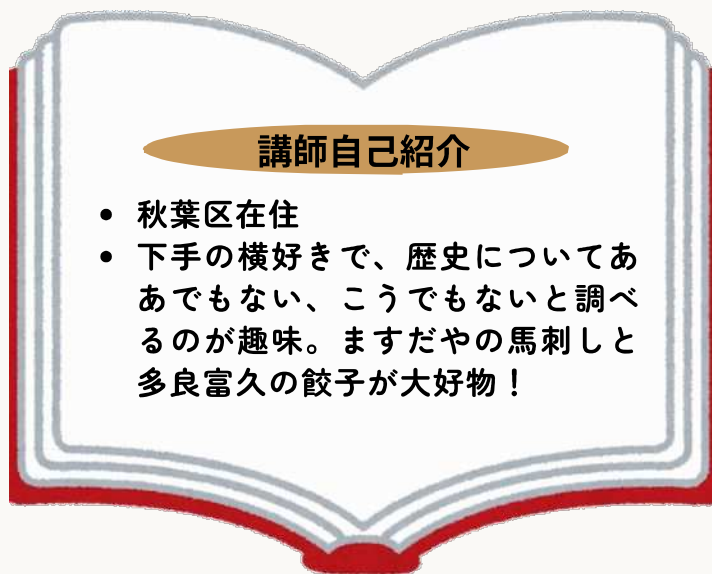 講師自己紹介
• 秋葉区在住
• 下手の横好きで、歴史についてあ
あでもない、こうでもないと調べ
るのが趣味。ますだやの馬刺しと
多良富久の餃子が大好物！